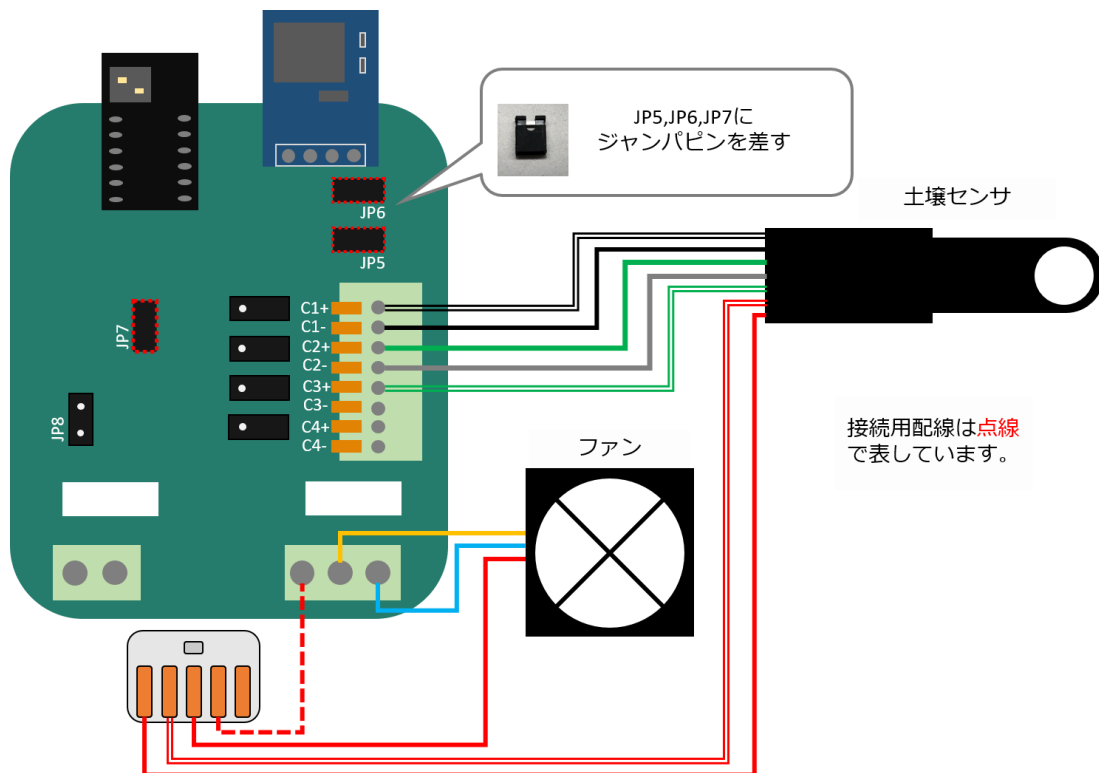 JP5,JP6,JP7に
ジャンパピンを差す
JP6
土壌センサ
JP5
C1+
C1-
JP7
C2+
C2-
C3+
C3-
JP8
C4+
C4-
接続用配線は点線
で表しています。
ファン